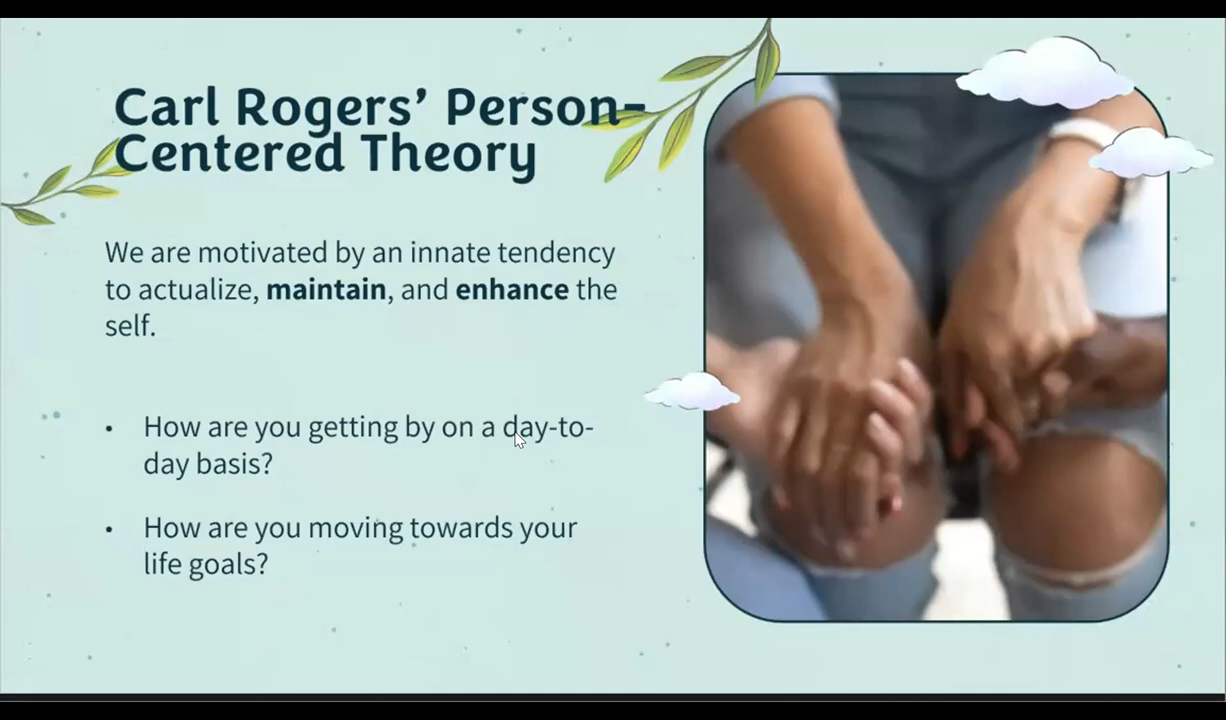 Carl Rogers’ Person-
Centered Theory
We are motivated by an innate tendency
to actualize, maintain, and enhance the
self.
• How are you getting by on a day-to-
day basis?
• How are you moving towards your
life goals?